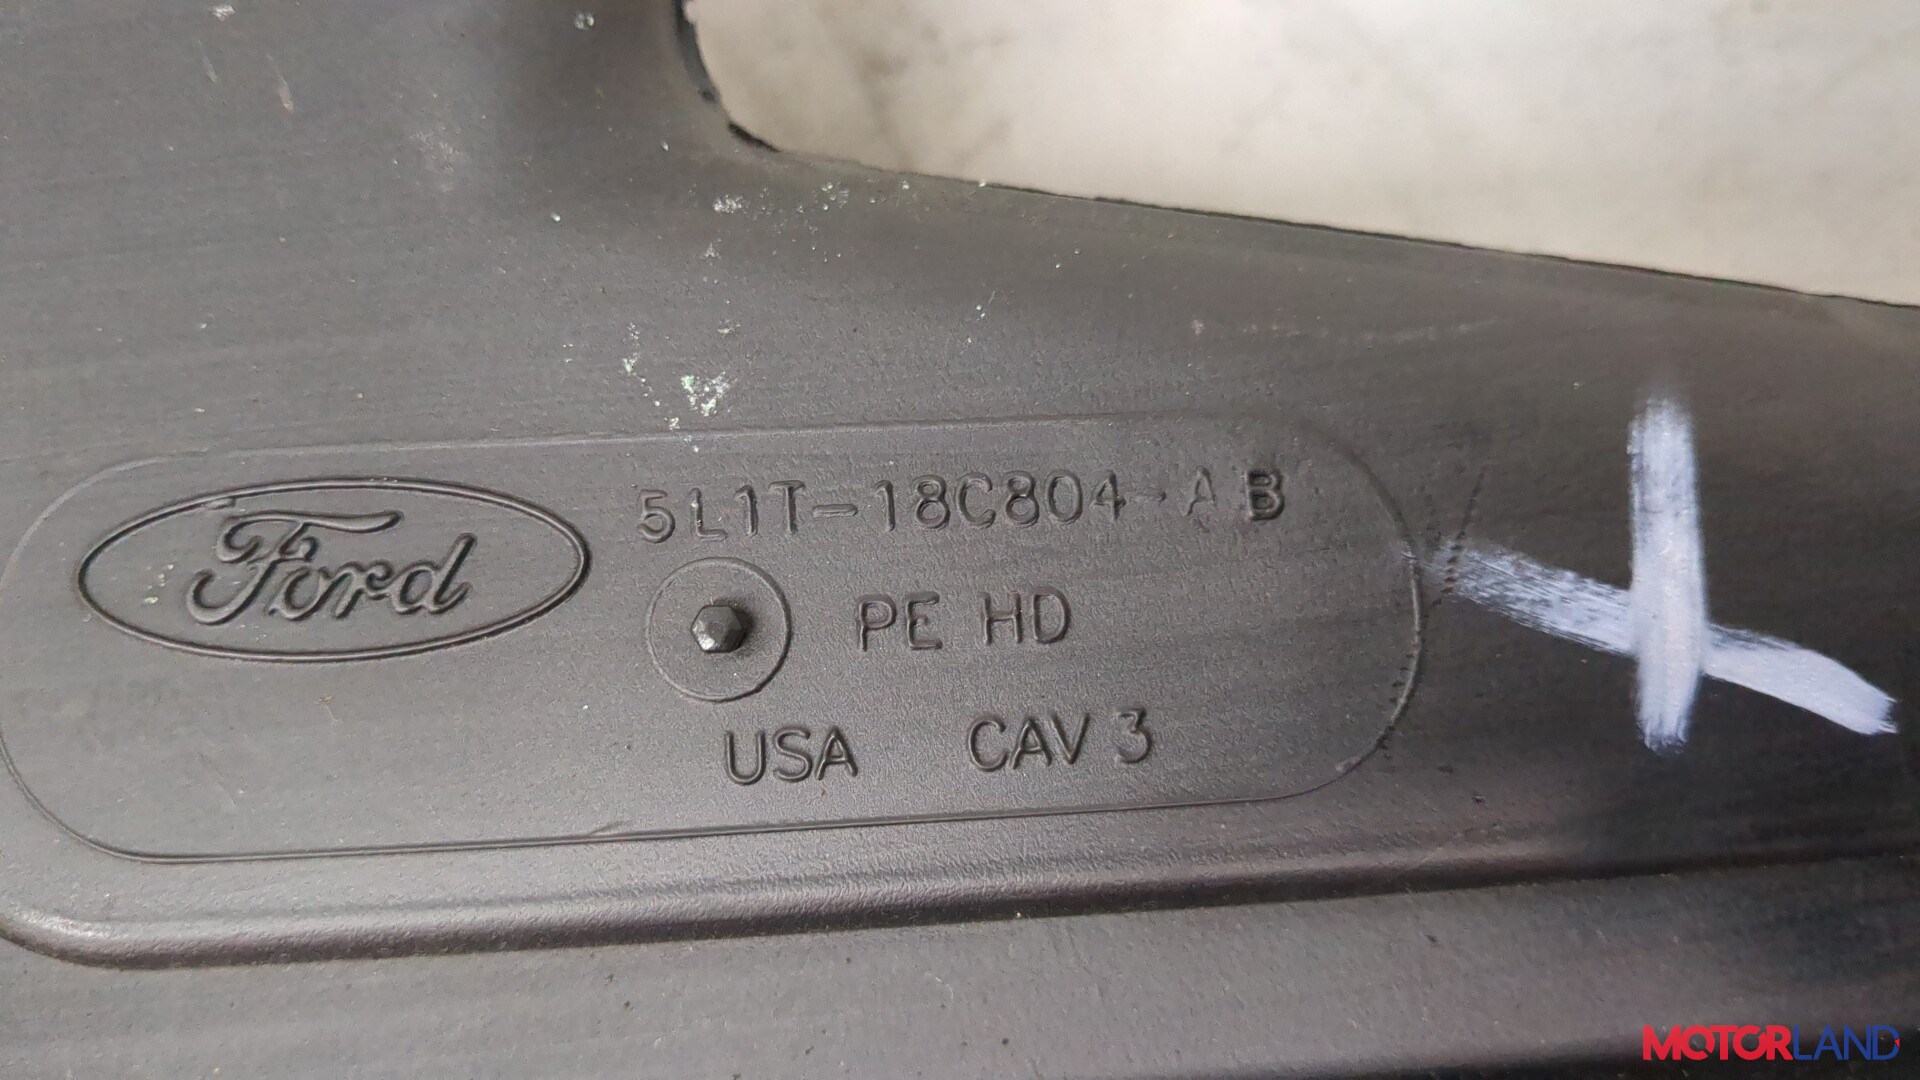 Ford
5L1T-18C804-AB
PE HD
USA CAV 3
MOTORLAND